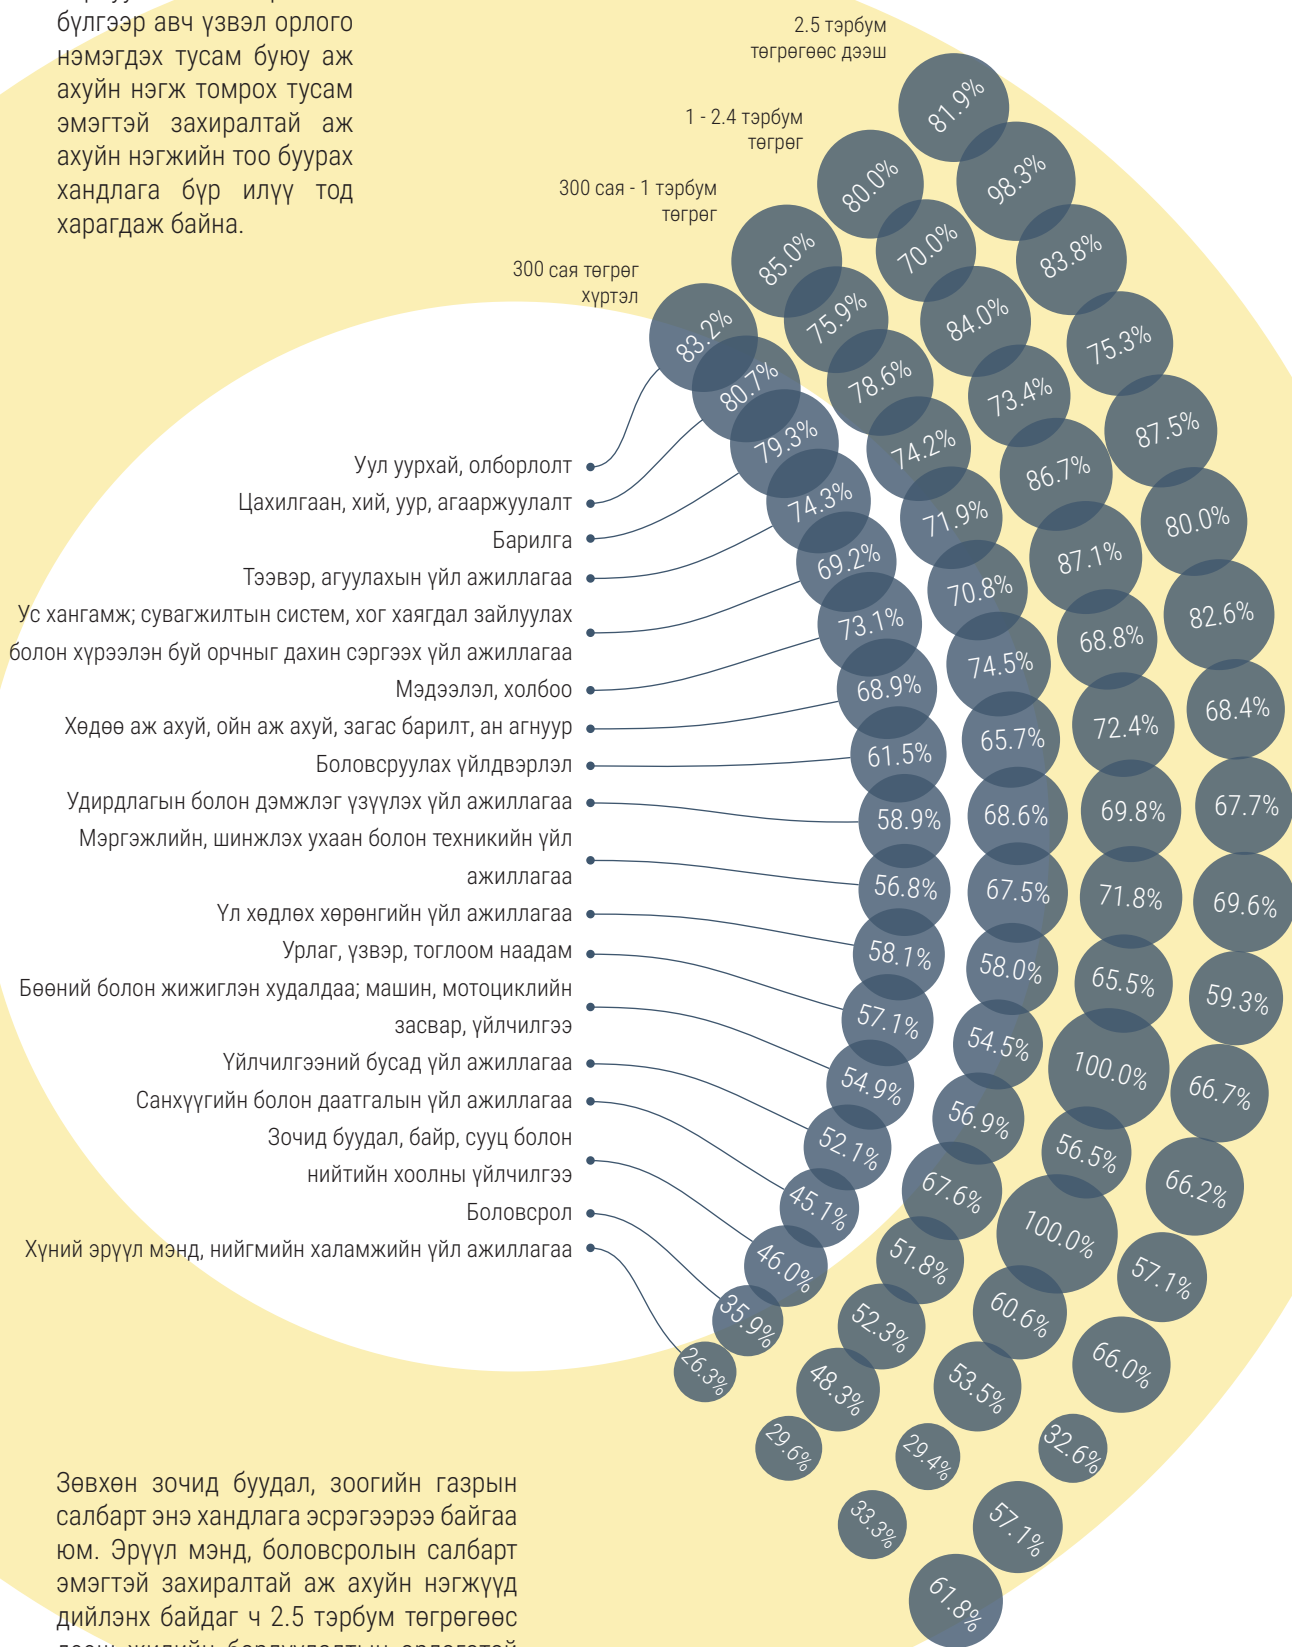 бүлгээр авч үзвэл орлого
нэмэгдэх тусам буюу аж
ахуйн нэгж томрох тусам
эмэгтэй захиралтай аж
ахуйн нэгжийн тоо буурах
хандлага бүр илүү тод
харагдаж байна.
2.5 тэрбум
төгрөгөөс дээш
1 - 2.4 тэрбум
төгрөг
300 сая - 1 тэрбум
төгрөг
300 сая төгрөг
хүртэл
Уул уурхай, олборлолт
Цахилгаан, хий, уур, агааржуулалт
Барилга
Тээвэр, агуулахын үйл ажиллагаа
Ус хангамж; сувагжилтын систем, хог хаягдал зайлуулах
болон хүрээлэн буй орчныг дахин сэргээх үйл ажиллагаа
Мэдээлэл, холбоо
Хөдөө аж ахуй, ойн аж ахуй, загас барилт, ан агнуур
Боловсруулах үйлдвэрлэл
Удирдлагын болон дэмжлэг үзүүлэх үйл ажиллагаа
Мэргэжлийн, шинжлэх ухаан болон техникийн үйл
ажиллагаа
Үл хөдлөх хөрөнгийн үйл ажиллагаа
Урлаг, үзвэр, тоглоом наадам
Бөөний болон жижиглэн худалдаа; машин, мотоциклийн
засвар, үйлчилгээ
Үйлчилгээний бусад үйл ажиллагаа
Санхүүгийн болон даатгалын үйл ажиллагаа
Зочид буудал, байр, сууц болон
нийтийн хоолны үйлчилгээ
Боловсрол
Хүний эрүүл мэнд, нийгмийн халамжийн үйл ажиллагаа
83.2%
80.7%
79.3%
74.3%
69.2%
73.1%
68.9%
61.5%
58.9%
56.8%
58.1%
57.1%
54.9%
52.1%
45.1%
46.0%
35.9%
26.3%
85.0%
75.9%
78.6%
74.2%
71.9%
70.8%
74.5%
65.7%
68.6%
67.5%
58.0%
54.5%
56.9%
67.6%
51.8%
52.3%
48.3%
29.6%
80.0%
70.0%
84.0%
73.4%
86.7%
87.1%
68.8%
72.4%
69.8%
71.8%
65.5%
100.0%
56.5%
100.0%
60.6%
53.5%
29.4%
33.3%
81.9%
98.3%
83.8%
75.3%
87.5%
80.0%
82.6%
68.4%
67.7%
69.6%
59.3%
66.7%
66.2%
57.1%
66.0%
32.6%
57.1%
61.8%
Зөвхөн зочид буудал, зоогийн газрын
салбарт энэ хандлага эсрэгээрээ байгаа
юм. Эрүүл мэнд, боловсролын салбарт
эмэгтэй захиралтай аж ахуйн нэгжүүд
дийлэнх байдаг ч 2.5 тэрбум төгрөгөөс
дээш жилийн борлуулалтын орлоготой